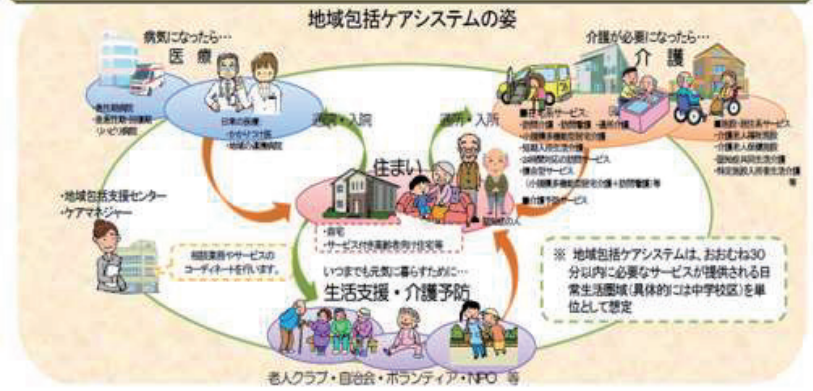 地域包括ケアシステムの姿
病気になったら…
医 療
介護が必要になったら…
介 護
・急性期病院
・亜急性期・回復期
リハビリ病院
日常の医療:
・かかりつけ医
・地域の連携病院
通院・入院
通所・入所
■在宅系サービス:
・訪問介護・訪問看護・通所介護
・小規模多機能型居宅介護
・短期入所生活介護
・24時間対応の訪問サービス
・複合型サービス
(小規模多機能型居宅介護+訪問看護)等
■介護予防サービス
■施設・居住系サービス
・介護老人福祉施設
・介護老人保健施設
・認知症共同生活介護
・特定施設入所者生活介護
等
住まい
認知症の人
・地域包括支援センター
・ケアマネジャー
・自宅
・サービス付き高齢者向け住宅等
相談業務やサービスの
コーディネートを行います。
いつまでも元気に暮らすために…
生活支援・介護予防
※ 地域包括ケアシステムは、おおむね30
分以内に必要なサービスが提供される日
常生活圏域(具体的には中学校区)を単
位として想定
老人クラブ・自治会・ボランティア・NPO 等